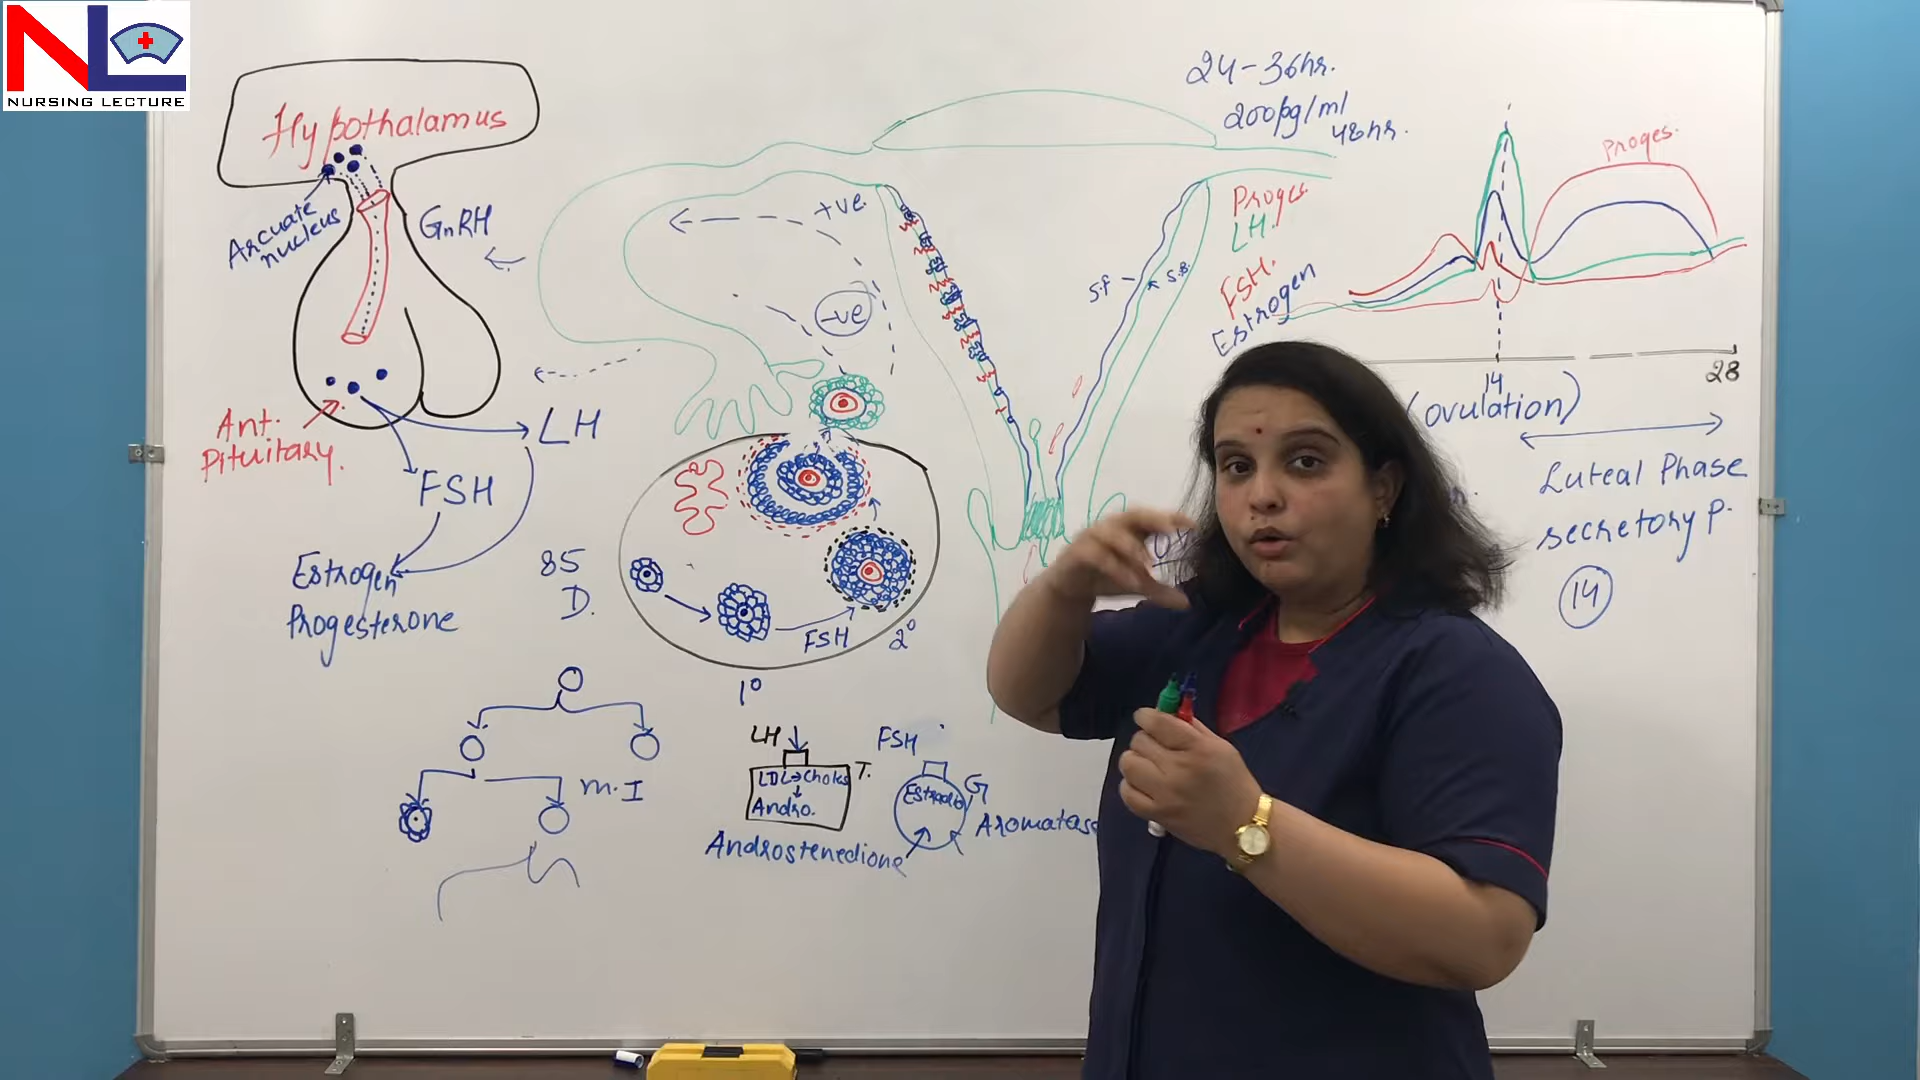 NL
NURSING LECTURE
Hypothalamus
Arcuate
nucleus
GnRH
Ant.
Pituitary.
LH
FSH
Estrogen
Progesterone
85
D.
+ve.
-ve
FSH
1°
2°
m.I
LH
LDL→Choles
Andro.
T.
Androstenedione
FSH
Estradio
G
Aromatase
S.F
S.B.
24-36hr.
200pg/ml
48hr.
Proges.
LH.
FSH.
Estrogen
Proges.
14
28
(ovulation)
Luteal Phase
secretory P.
14